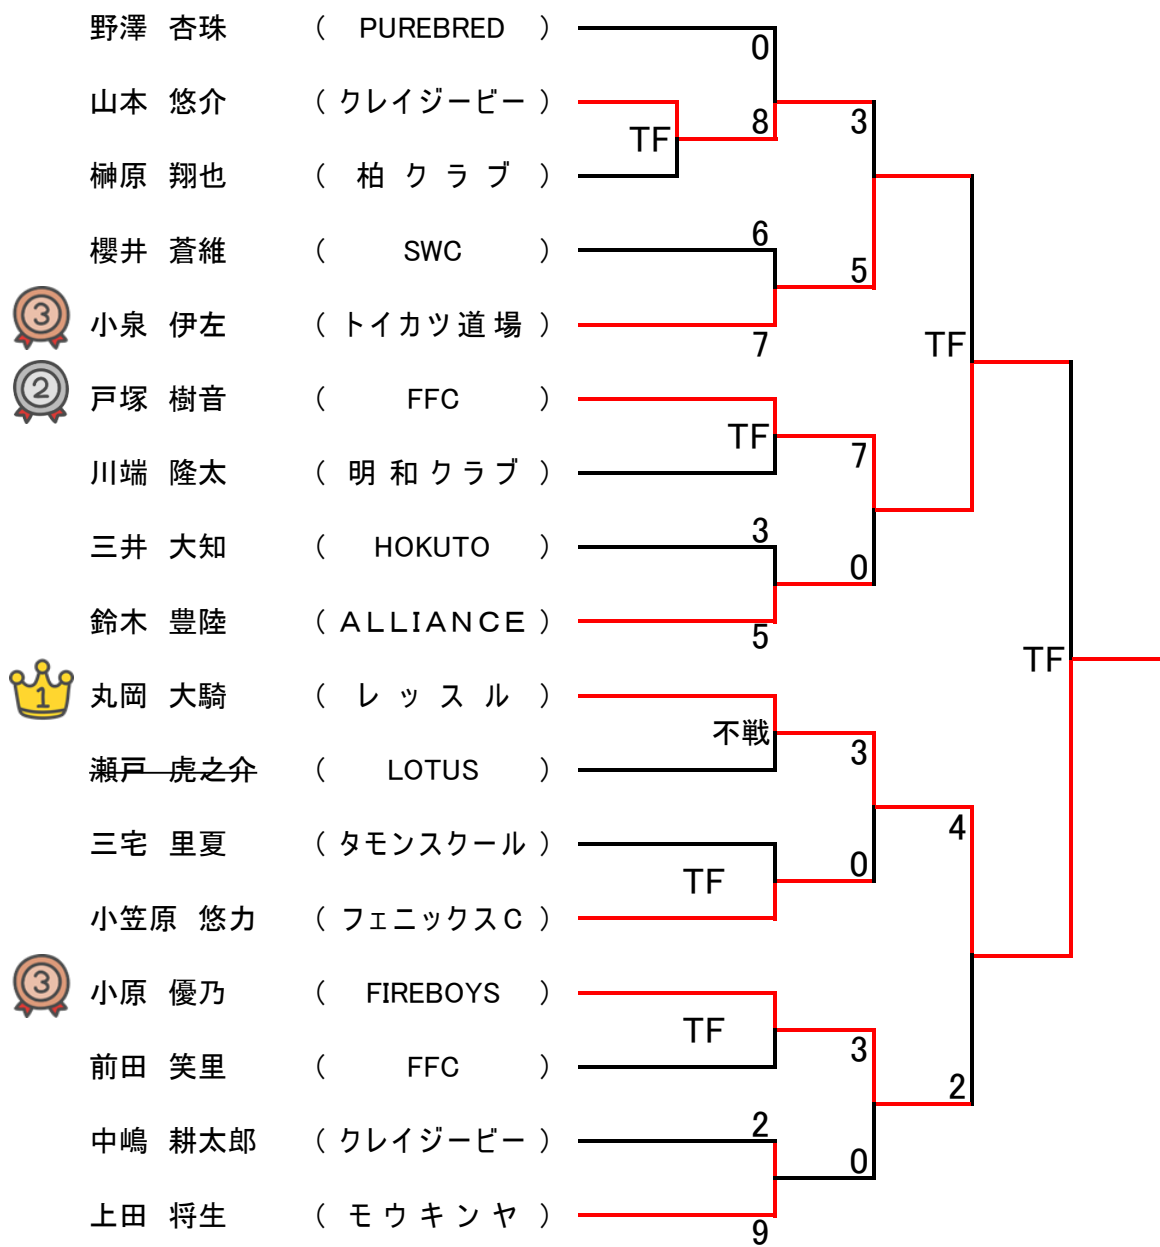 野澤 杏珠 ( PUREBRED ) 0
山本 悠介 ( クレイジービー ) 8 3
TF
榊原 翔也 ( 柏クラブ )
櫻井 蒼維 ( SWC ) 6
5
3 小泉 伊左 ( トイカツ道場 ) 7
TF
2 戸塚 樹音 ( FFC )
TF 7
川端 隆太 ( 明和クラブ )
三井 大知 ( HOKUTO ) 3
0
鈴木 豊陸 ( ALLIANCE ) 5
TF
1 丸岡 大騎 ( レッスル )
不戦 3
瀬戸 虎之介 ( LOTUS )
4
三宅 里夏 ( タモンスクール )
TF 0
小笠原 悠力 ( フェニックスC )
3 小原 優乃 ( FIREBOYS )
TF 3
前田 笑里 ( FFC )
2
中嶋 耕太郎 ( クレイジービー ) 2
0
上田 将生 ( モウキンヤ ) 9